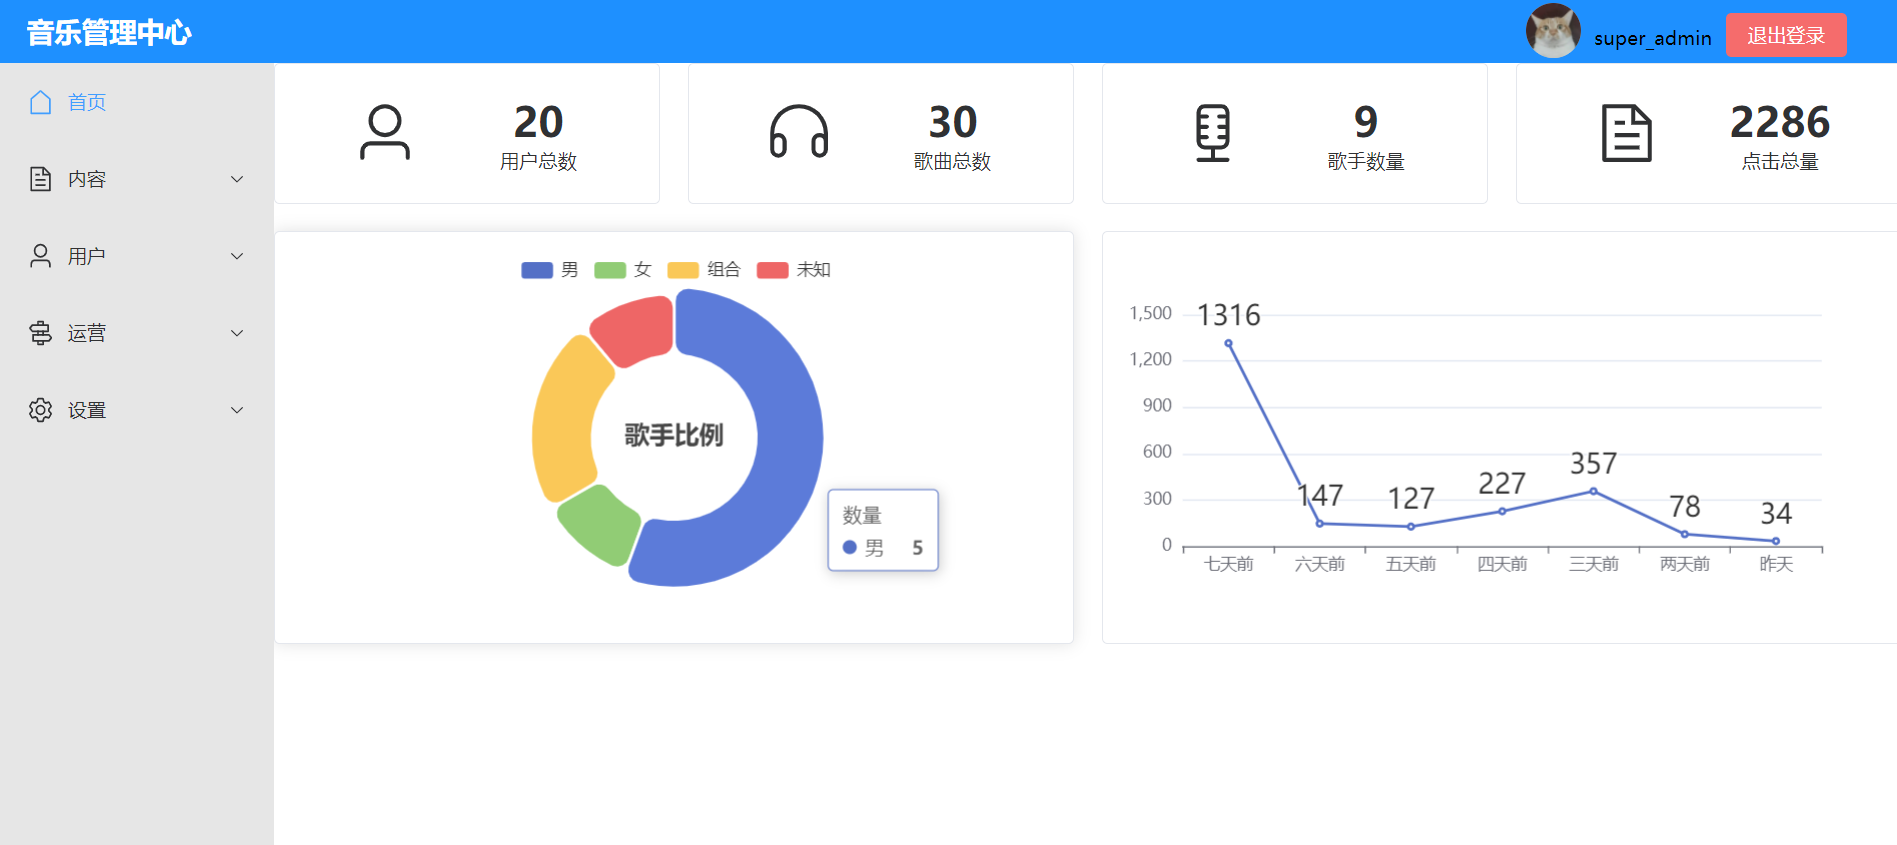 音乐管理中心
super_admin
退出登录
首页
内容
用户
运营
设置
20
用户总数
30
歌曲总数
9
歌手数量
2286
点击总量
男 女 组合 未知
歌手比例
数量
男 5
1,500
1,200
900
600
300
0
1316
147
127
227
357
78
34
七天前 六天前 五天前 四天前 三天前 两天前 昨天